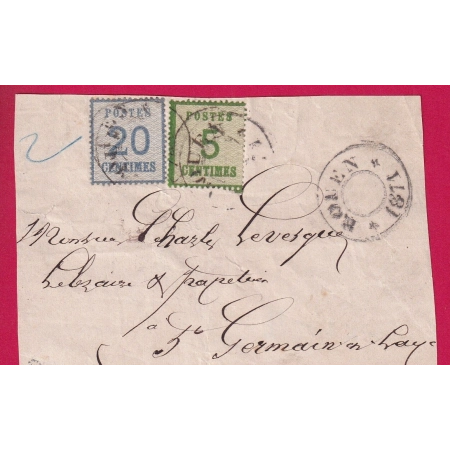 POSTES
20
CENTIMES
POSTES
5
CENTIMES
ROUEN * 1871 *
Monsieur Charles Levesque
Libraire & Papetier
à St Germain en Laye